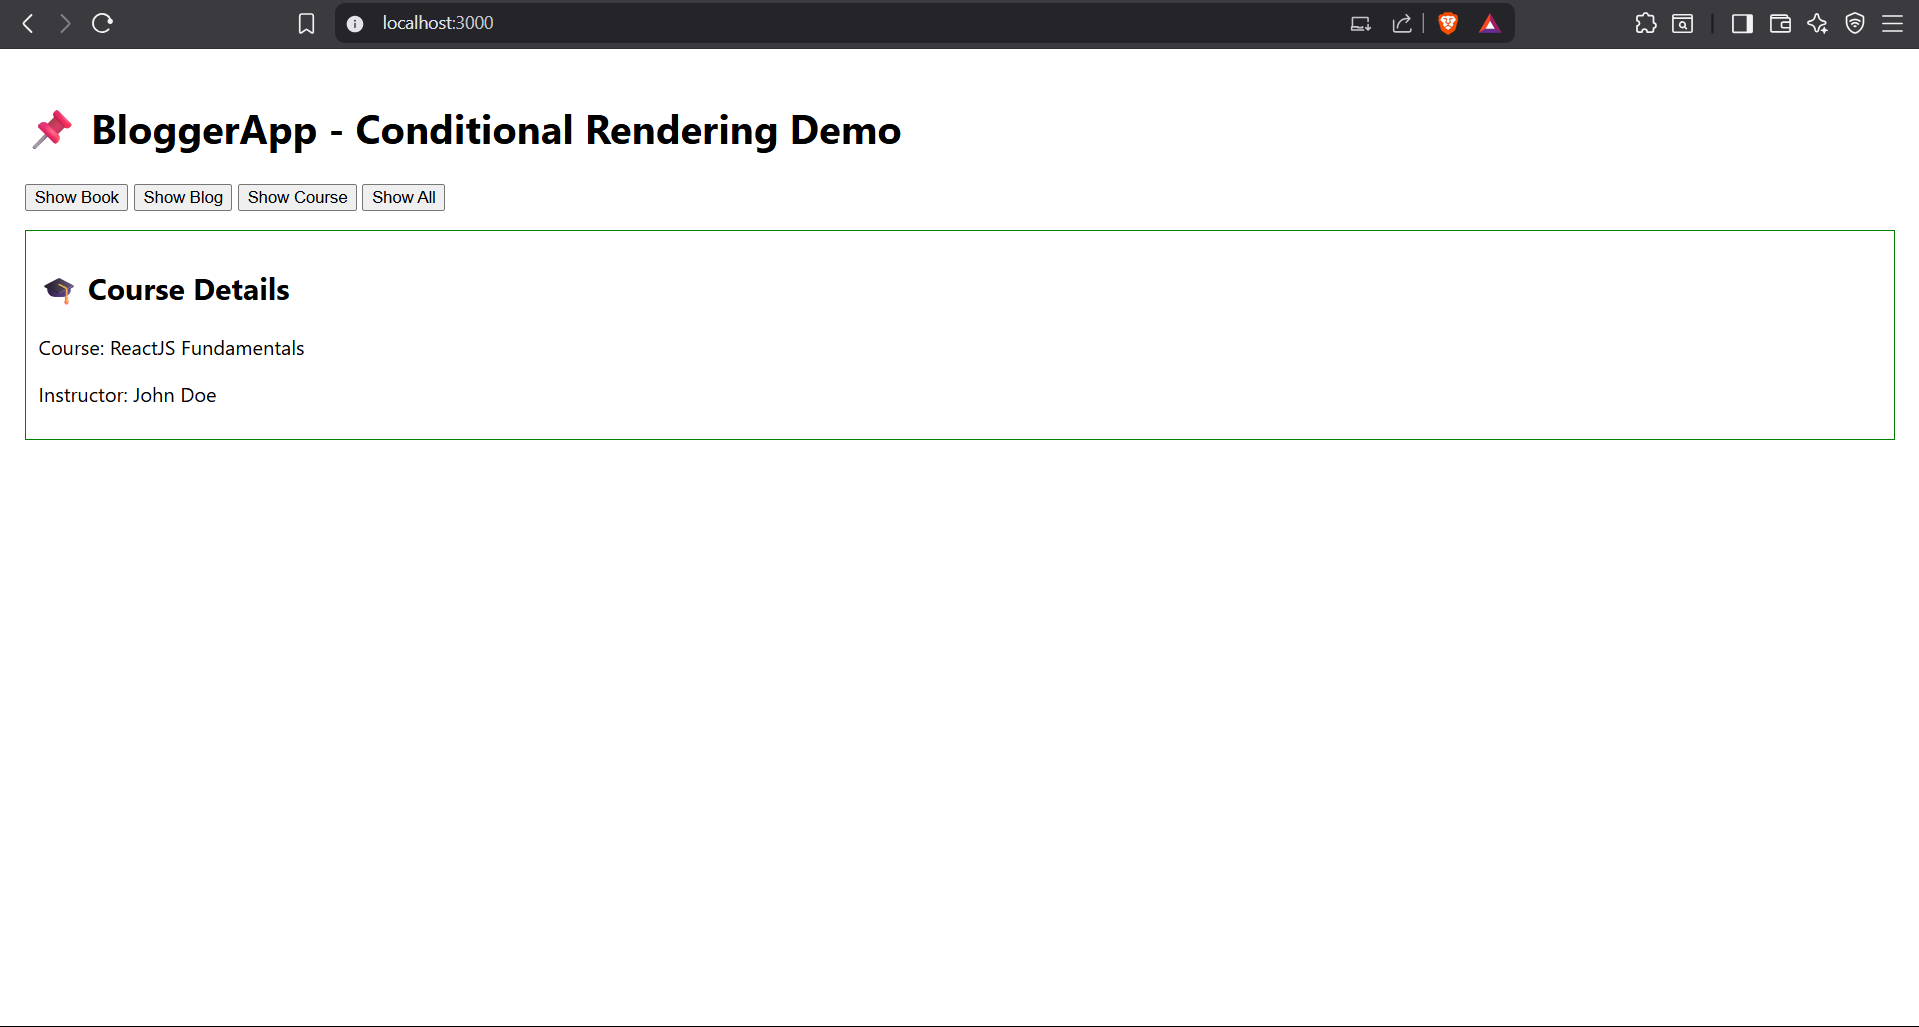 localhost:3000
📌 BloggerApp - Conditional Rendering Demo
Show Book Show Blog Show Course Show All
🎓 Course Details
Course: ReactJS Fundamentals
Instructor: John Doe